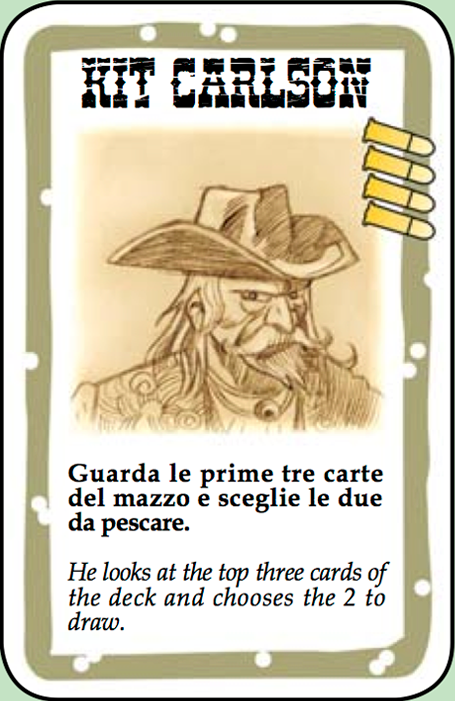 KIT CARLSON
Guarda le prime tre carte
del mazzo e sceglie le due
da pescare.
He looks at the top three cards of
the deck and chooses the 2 to
draw.